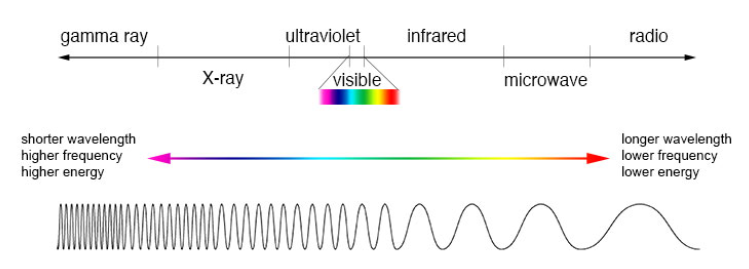 gamma ray
ultraviolet
infrared
radio
X-ray
visible
microwave
shorter wavelength
higher frequency
higher energy
longer wavelength
lower frequency
lower energy